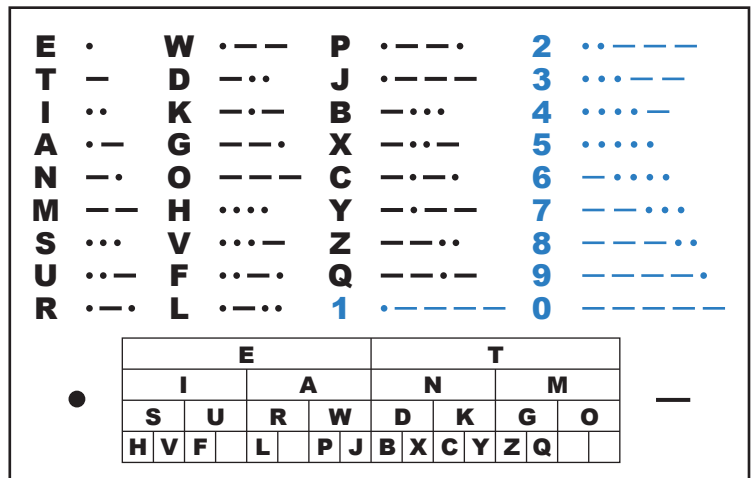 E · W ·—— P ·——· 2 ··———
T — D —·· J ·——— 3 ···——
I ·· K —·— B —··· 4 ····—
A ·— G ——· X —··— 5 ·····
N —· O ——— C —·—· 6 —····
M —— H ···· Y —·—— 7 ——···
S ··· V ···— Z ——·· 8 ———··
U ··— F ··—· Q ——·— 9 ————·
R ·—· L ·—·· 1 ·———— 0 —————
E T
I A N M
● —
S U R W D K G O
H V F L P J B X C Y Z Q